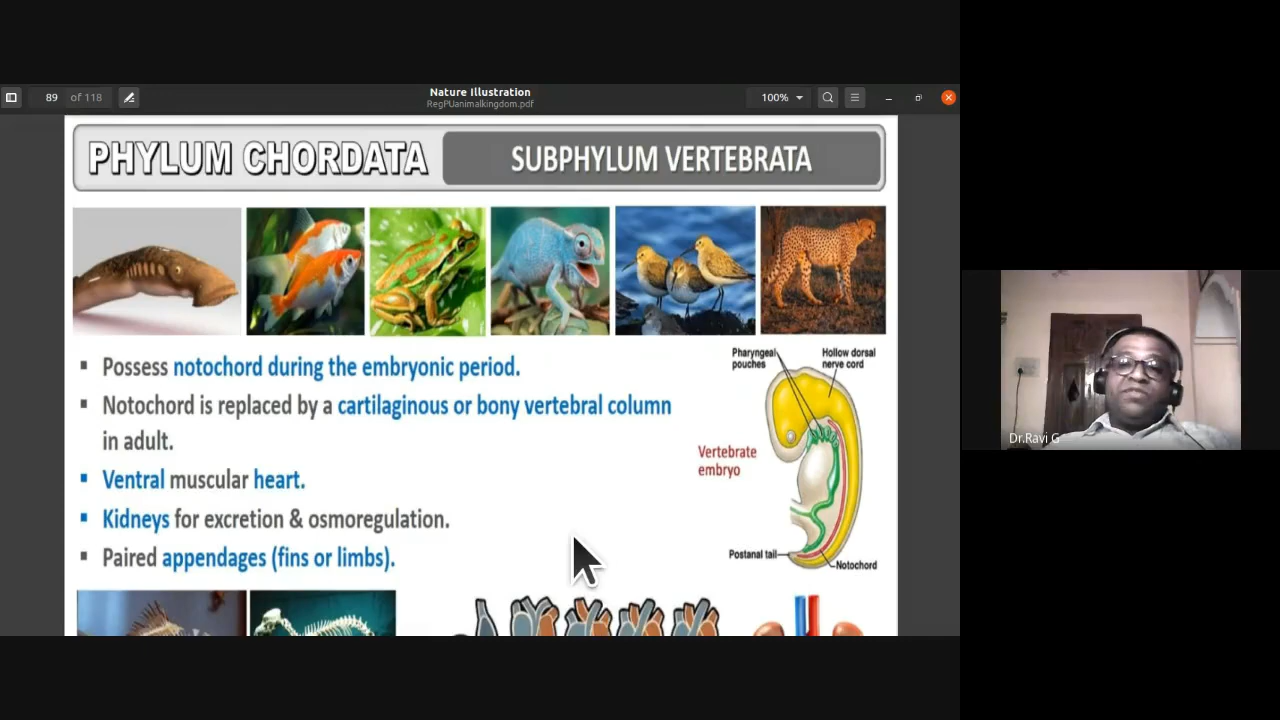 89 of 118
Nature Illustration
RegPUanimalkingdom.pdf
100%
PHYLUM CHORDATA
SUBPHYLUM VERTEBRATA
Possess notochord during the embryonic period.
Notochord is replaced by a cartilaginous or bony vertebral column
in adult.
Ventral muscular heart.
Kidneys for excretion & osmoregulation.
Paired appendages (fins or limbs).
Pharyngeal
pouches
Hollow dorsal
nerve cord
Vertebrate
embryo
Postanal tail
Notochord
Dr.Ravi G